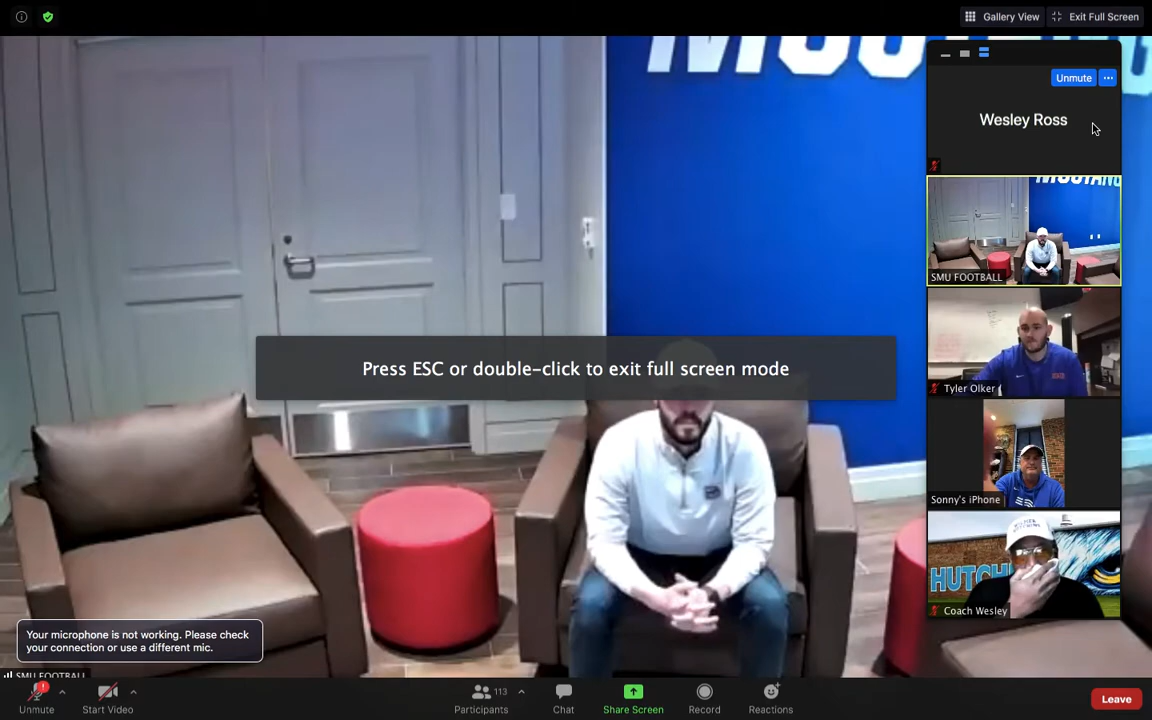 Gallery View
Exit Full Screen
Unmute
Wesley Ross
SMU FOOTBALL
Press ESC or double-click to exit full screen mode
Tyler Olker (
Sonny's iPhone
HUTCH
Coach Wesley
Your microphone is not working. Please check
your connection or use a different mic.
SMU FOOTBALL
Unmute
Start Video
Participants
113
Chat
Share Screen
Record
Reactions
Leave